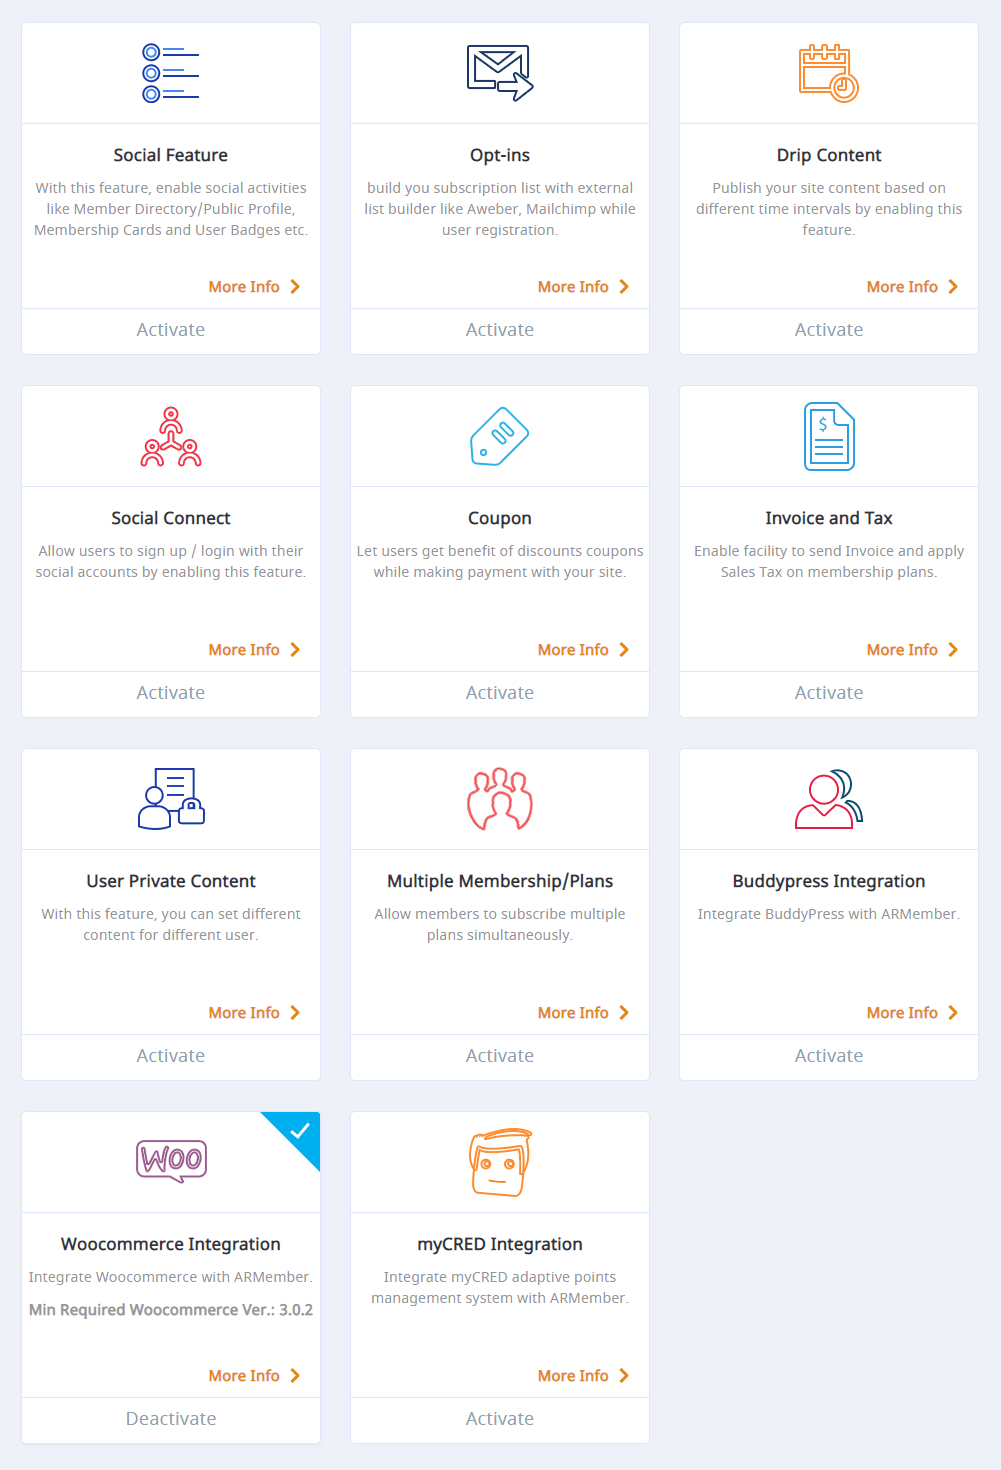 Social Feature
With this feature, enable social activities
like Member Directory/Public Profile,
Membership Cards and User Badges etc.
More Info
Activate
Opt-ins
build you subscription list with external
list builder like Aweber, Mailchimp while
user registration.
More Info
Activate
Drip Content
Publish your site content based on
different time intervals by enabling this
feature.
More Info
Activate
Social Connect
Allow users to sign up / login with their
social accounts by enabling this feature.
More Info
Activate
Coupon
Let users get benefit of discounts coupons
while making payment with your site.
More Info
Activate
$
Invoice and Tax
Enable facility to send Invoice and apply
Sales Tax on membership plans.
More Info
Activate
User Private Content
With this feature, you can set different
content for different user.
More Info
Activate
Multiple Membership/Plans
Allow members to subscribe multiple
plans simultaneously.
More Info
Activate
Buddypress Integration
Integrate BuddyPress with ARMember.
More Info
Activate
WOO
Woocommerce Integration
Integrate Woocommerce with ARMember.
Min Required Woocommerce Ver.: 3.0.2
More Info
Deactivate
myCRED Integration
Integrate myCRED adaptive points
management system with ARMember.
More Info
Activate